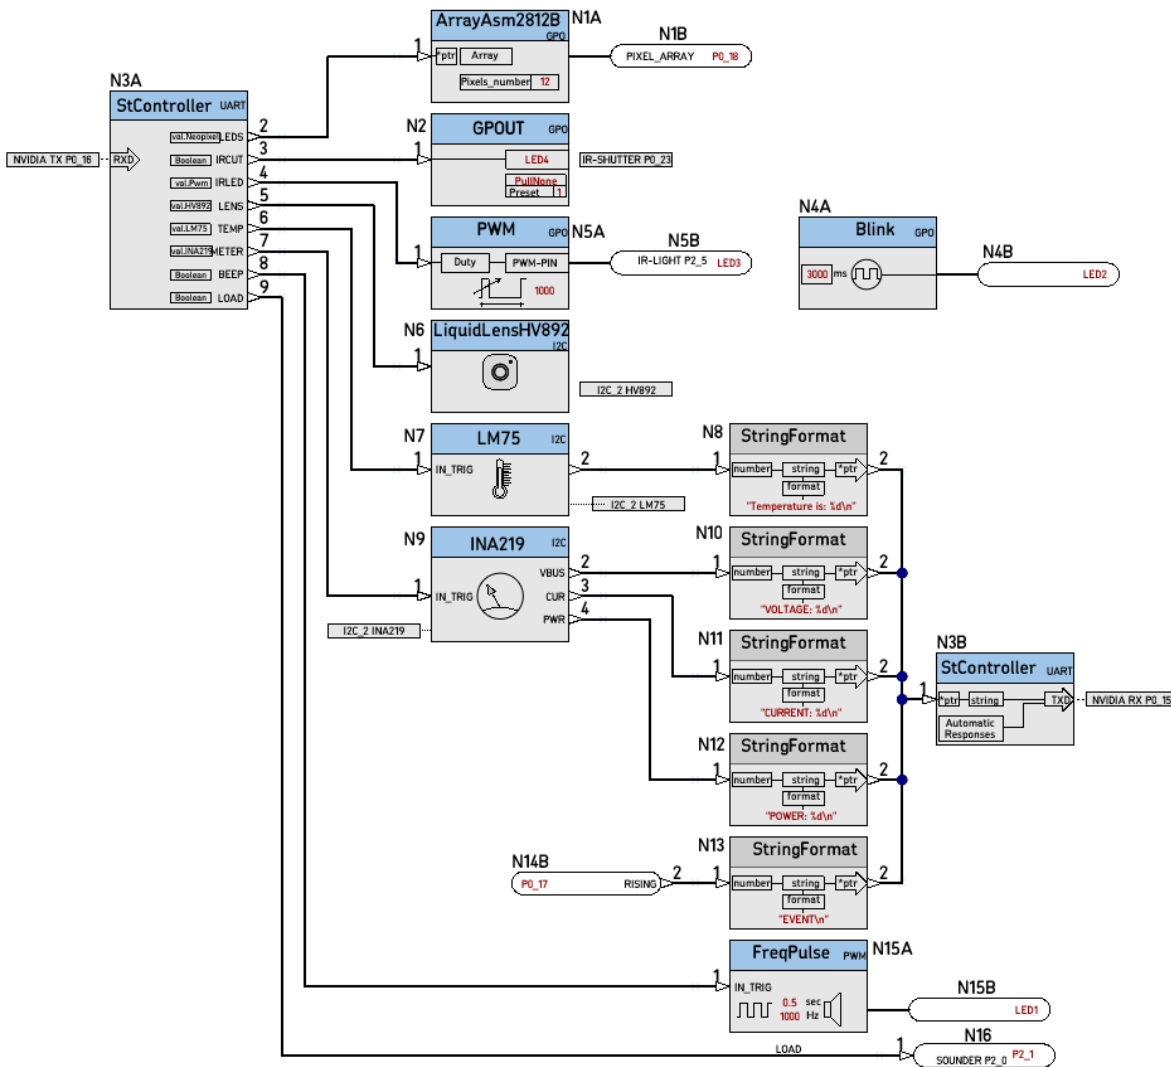 ArrayAsm2812B N1A
GPO
1 *ptr Array
Pixels_number 12
N1B
PIXEL_ARRAY P0_18
N3A
StController UART
NVIDIA TX P0_16 RXD
val.Neopixel LEDS 2
Boolean IRCUT 3
val.Pwm IRLED 4
val.HV892 LENS 5
val.LM75 TEMP 6
val.INA219 METER 7
Boolean BEEP 8
Boolean LOAD 9
N2 GPOUT GPO
1 LED4 IR-SHUTTER P0_23
PullNone
Preset 1
PWM GPO N5A
1 Duty PWM-PIN
1000
N5B
IR-LIGHT P2_5 LED3
N4A
Blink GPO
3000 ms
N4B
LED2
N6 LiquidLensHV892
I2C
1
I2C_2 HV892
N7 LM75 I2C
1 IN_TRIG 2
I2C_2 LM75
N8 StringFormat
1 number string *ptr 2
format
"Temperature is: %d\n"
N9 INA219 I2C
VBUS 2
1 IN_TRIG CUR 3
PWR 4
I2C_2 INA219
N10 StringFormat
1 number string *ptr 2
format
"VOLTAGE: %d\n"
N11 StringFormat
1 number string *ptr 2
format
"CURRENT: %d\n"
N3B
StController UART
1 *ptr string TXD NVIDIA RX P0_15
Automatic
Responses
N12 StringFormat
1 number string *ptr 2
format
"POWER: %d\n"
N13 StringFormat
N14B
P0_17 RISING 2
1 number string *ptr 2
format
"EVENT\n"
FreqPulse PWM N15A
1 IN_TRIG
0.5 sec
1000 Hz
N15B
LED1
LOAD
N16
1 SOUNDER P2_0 P2_1